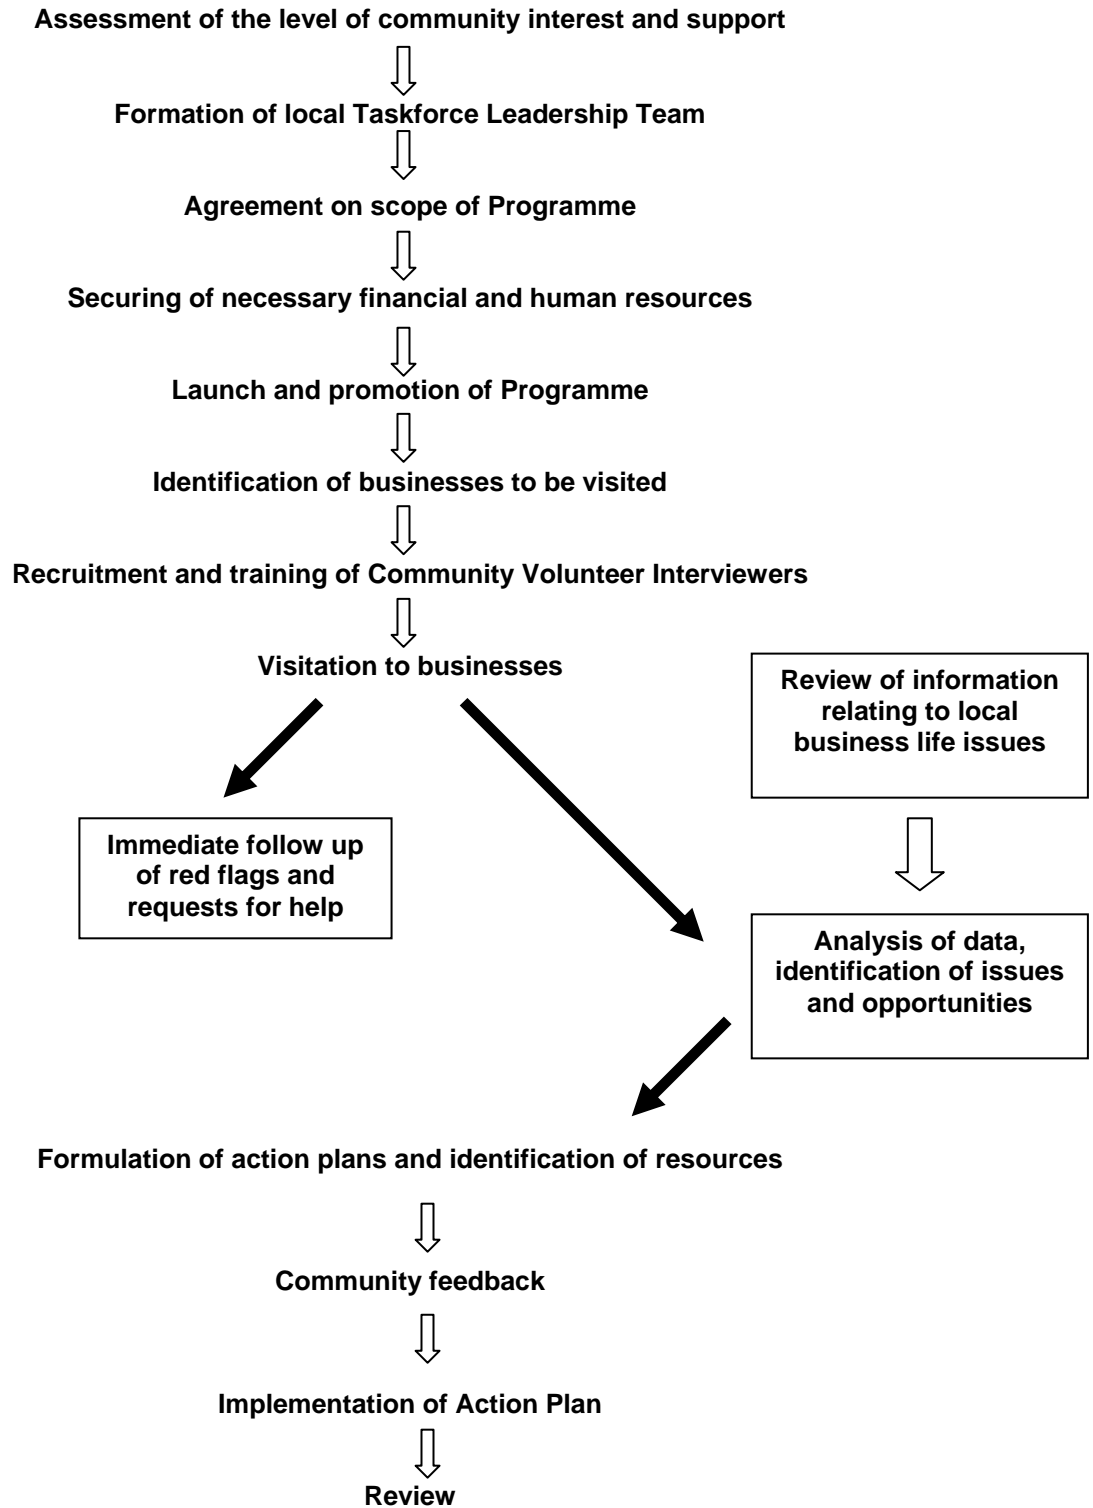 Assessment of the level of community interest and support
Formation of local Taskforce Leadership Team
Agreement on scope of Programme
Securing of necessary financial and human resources
Launch and promotion of Programme
Identification of businesses to be visited
Recruitment and training of Community Volunteer Interviewers
Visitation to businesses
Review of information
relating to local
business life issues
Immediate follow up
of red flags and
requests for help
Analysis of data,
identification of issues
and opportunities
Formulation of action plans and identification of resources
Community feedback
Implementation of Action Plan
Review